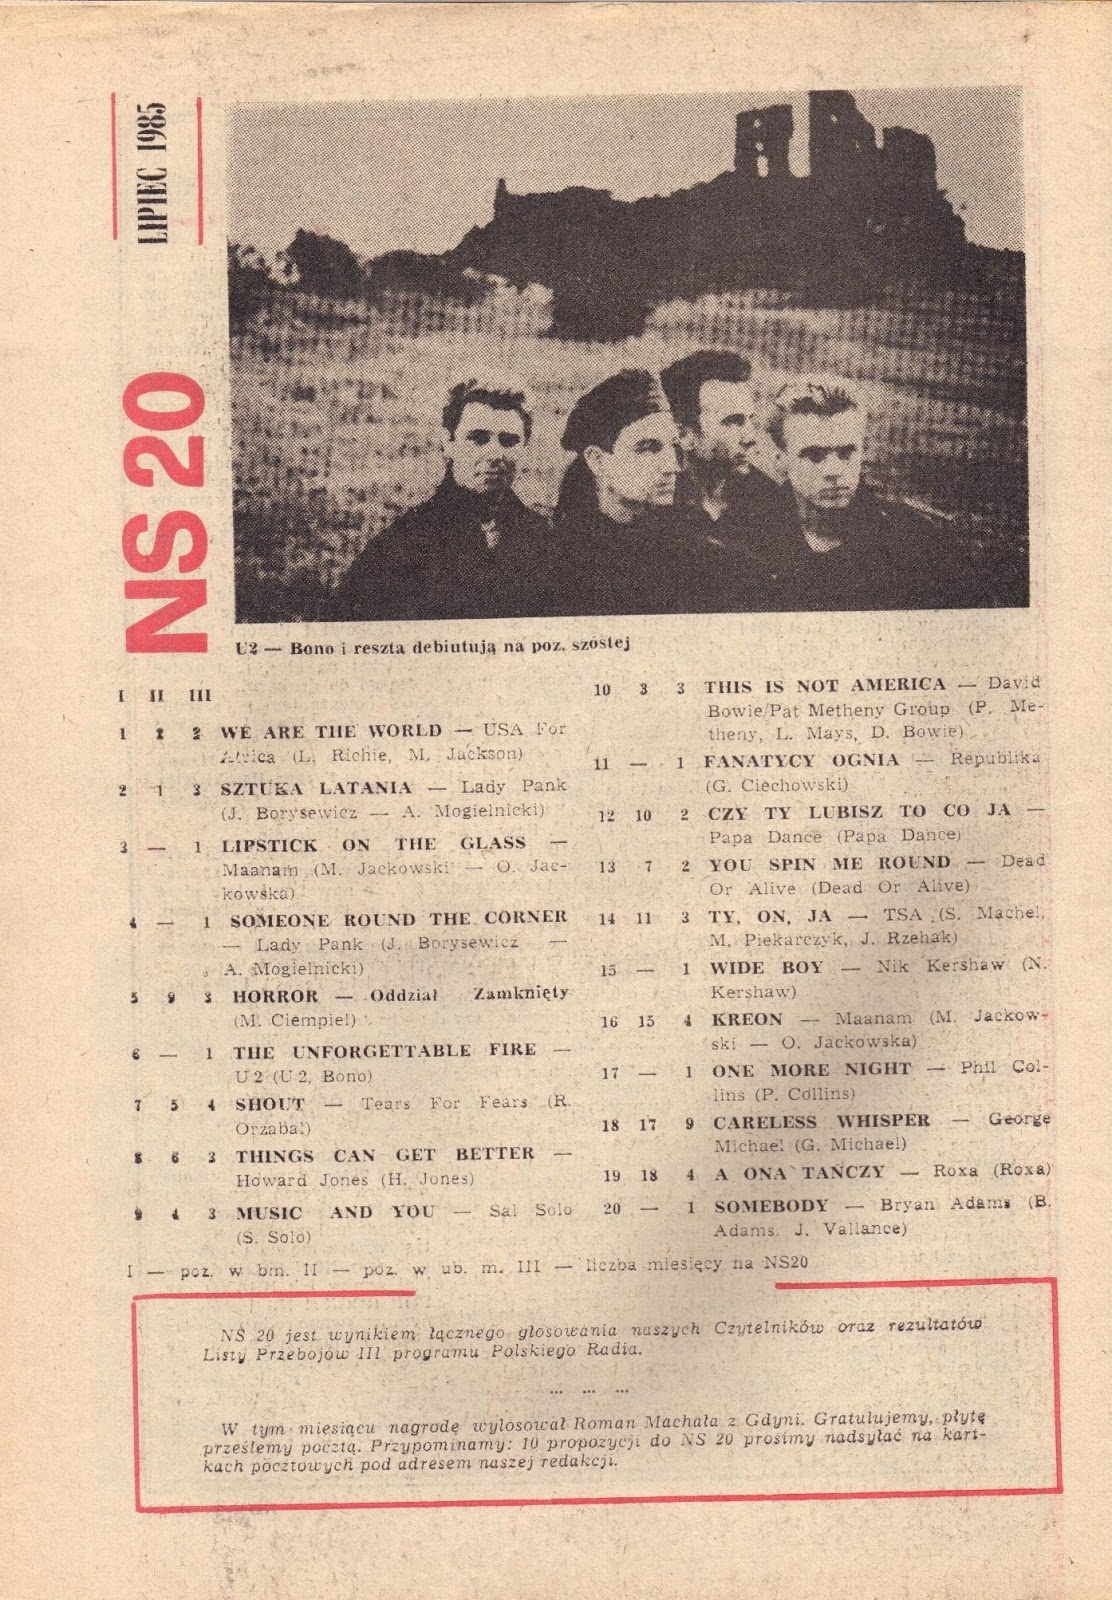 LIPIEC 1985
NS 20
U2 — Bono i reszta debiutują na poz. szóstej
I II III
1 2 2 WE ARE THE WORLD — USA For
Africa (L. Richie, M. Jackson)
2 1 3 SZTUKA LATANIA — Lady Pank
(J. Borysewicz — A. Mogielnicki)
3 — 1 LIPSTICK ON THE GLASS —
Maanam (M. Jackowski — O. Jac-
kowska)
4 — 1 SOMEONE ROUND THE CORNER
— Lady Pank (J. Borysewicz —
A. Mogielnicki)
5 9 3 HORROR — Oddział Zamknięty
(M. Ciempiel)
6 — 1 THE UNFORGETTABLE FIRE —
U2 (U2, Bono)
7 5 4 SHOUT — Tears For Fears (R.
Orzabal)
8 6 3 THINGS CAN GET BETTER —
Howard Jones (H. Jones)
9 4 3 MUSIC AND YOU — Sal Solo
(S. Solo)
10 3 3 THIS IS NOT AMERICA — David
Bowie/Pat Metheny Group (P. Me-
theny, L. Mays, D. Bowie)
11 — 1 FANATYCY OGNIA — Republika
(G. Ciechowski)
12 10 2 CZY TY LUBISZ TO CO JA —
Papa Dance (Papa Dance)
13 7 2 YOU SPIN ME ROUND — Dead
Or Alive (Dead Or Alive)
14 11 3 TY, ON, JA — TSA (S. Machel,
M. Piekarczyk, J. Rzehak)
15 — 1 WIDE BOY — Nik Kershaw (N.
Kershaw)
16 15 4 KREON — Maanam (M. Jackow-
ski — O. Jackowska)
17 — 1 ONE MORE NIGHT — Phil Col-
lins (P. Collins)
18 17 9 CARELESS WHISPER — George
Michael (G. Michael)
19 18 4 A ONA TAŃCZY — Roxa (Roxa)
20 — 1 SOMEBODY — Bryan Adams (B.
Adams. J. Vallance)
I — poz. w bm. II — poz. w ub. m. III — liczba miesięcy na NS20
NS 20 jest wynikiem łącznego głosowania naszych Czytelników oraz rezultatów
Listy Przebojów III programu Polskiego Radia.
... ... ...
W tym miesiącu nagrodę wylosował Roman Machała z Gdyni. Gratulujemy, płytę
prześlemy pocztą. Przypominamy: 10 propozycji do NS 20 prosimy nadsyłać na kart-
kach pocztowych pod adresem naszej redakcji.